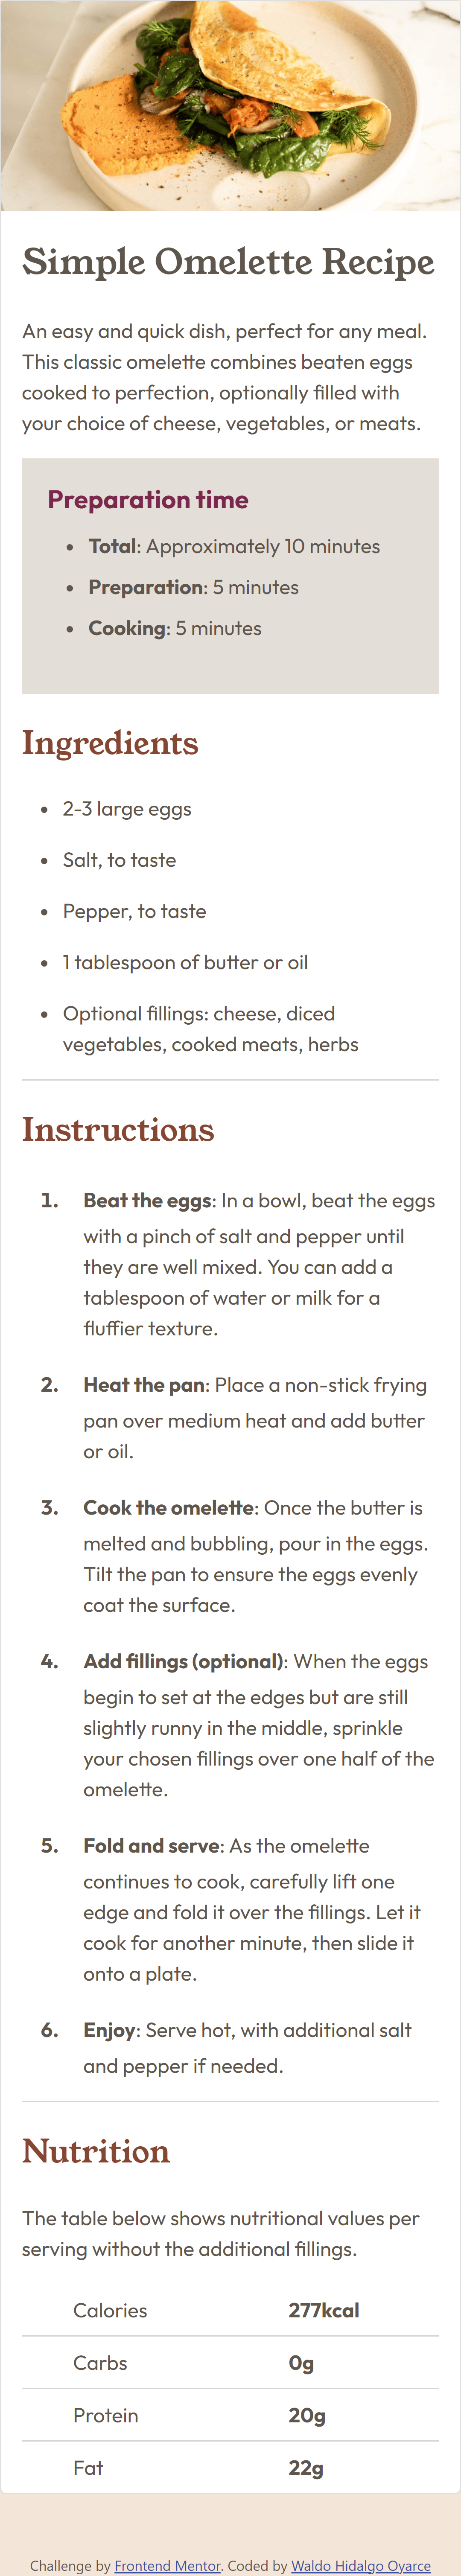 Simple Omelette Recipe
An easy and quick dish, perfect for any meal.
This classic omelette combines beaten eggs
cooked to perfection, optionally filled with
your choice of cheese, vegetables, or meats.
Preparation time
• Total: Approximately 10 minutes
• Preparation: 5 minutes
• Cooking: 5 minutes
Ingredients
• 2-3 large eggs
• Salt, to taste
• Pepper, to taste
• 1 tablespoon of butter or oil
• Optional fillings: cheese, diced
vegetables, cooked meats, herbs
Instructions
1. Beat the eggs: In a bowl, beat the eggs
with a pinch of salt and pepper until
they are well mixed. You can add a
tablespoon of water or milk for a
fluffier texture.
2. Heat the pan: Place a non-stick frying
pan over medium heat and add butter
or oil.
3. Cook the omelette: Once the butter is
melted and bubbling, pour in the eggs.
Tilt the pan to ensure the eggs evenly
coat the surface.
4. Add fillings (optional): When the eggs
begin to set at the edges but are still
slightly runny in the middle, sprinkle
your chosen fillings over one half of the
omelette.
5. Fold and serve: As the omelette
continues to cook, carefully lift one
edge and fold it over the fillings. Let it
cook for another minute, then slide it
onto a plate.
6. Enjoy: Serve hot, with additional salt
and pepper if needed.
Nutrition
The table below shows nutritional values per
serving without the additional fillings.
Calories 277kcal
Carbs 0g
Protein 20g
Fat 22g
Challenge by Frontend Mentor. Coded by Waldo Hidalgo Oyarce